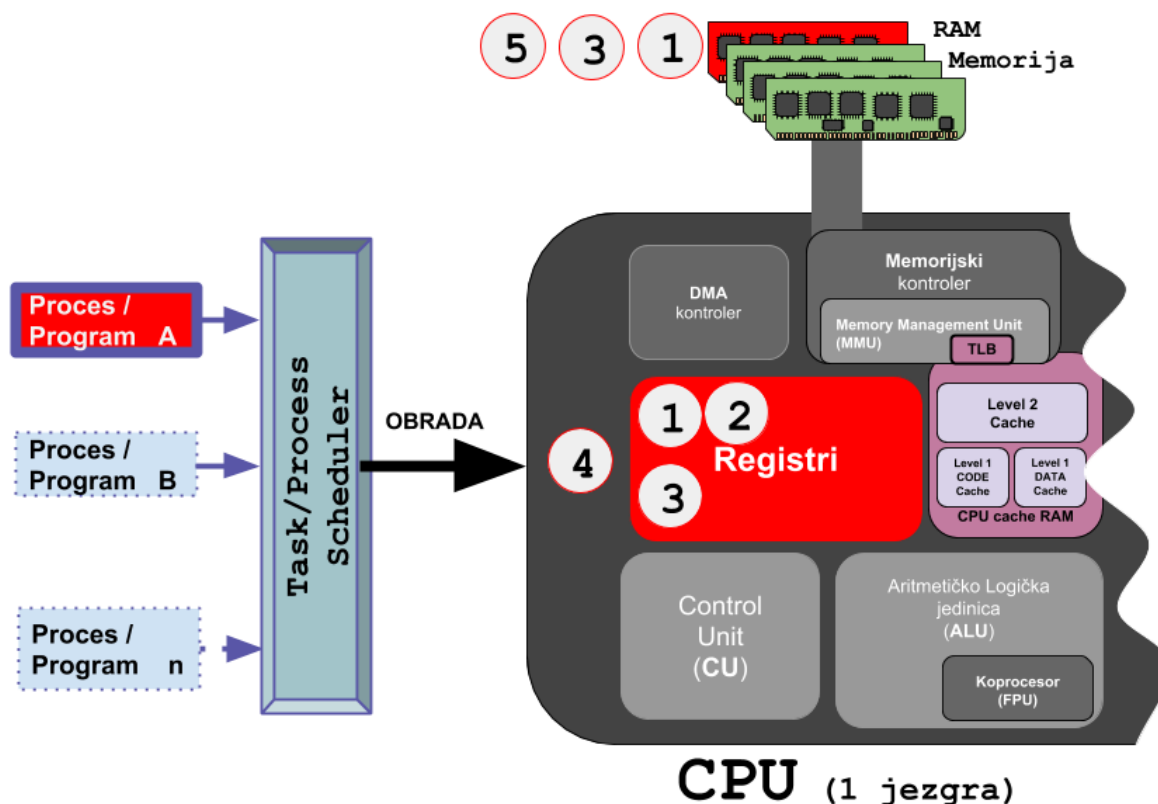 5 3 1
RAM
Memorija
Proces /
Program A
Proces /
Program B
Proces /
Program n
Task/Process
Scheduler
OBRADA
4
DMA
kontroler
Memorijski
kontroler
Memory Management Unit
(MMU)
TLB
1 2
Registri
3
Level 2
Cache
Level 1
CODE
Cache
Level 1
DATA
Cache
CPU cache RAM
Control
Unit
(CU)
Aritmetičko Logička
jedinica
(ALU)
Koprocesor
(FPU)
CPU (1 jezgra)